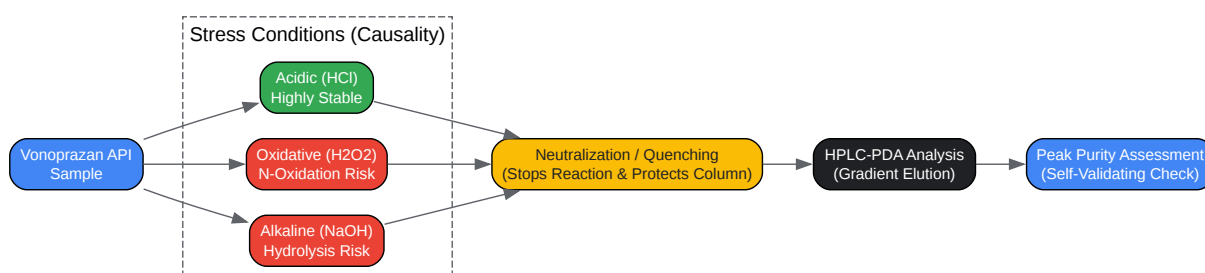 Stress Conditions (Causality)
Acidic (HCl)
Highly Stable
Vonoprazan API
Sample
Oxidative (H2O2)
N-Oxidation Risk
Alkaline (NaOH)
Hydrolysis Risk
Neutralization / Quenching
(Stops Reaction & Protects Column)
HPLC-PDA Analysis
(Gradient Elution)
Peak Purity Assessment
(Self-Validating Check)